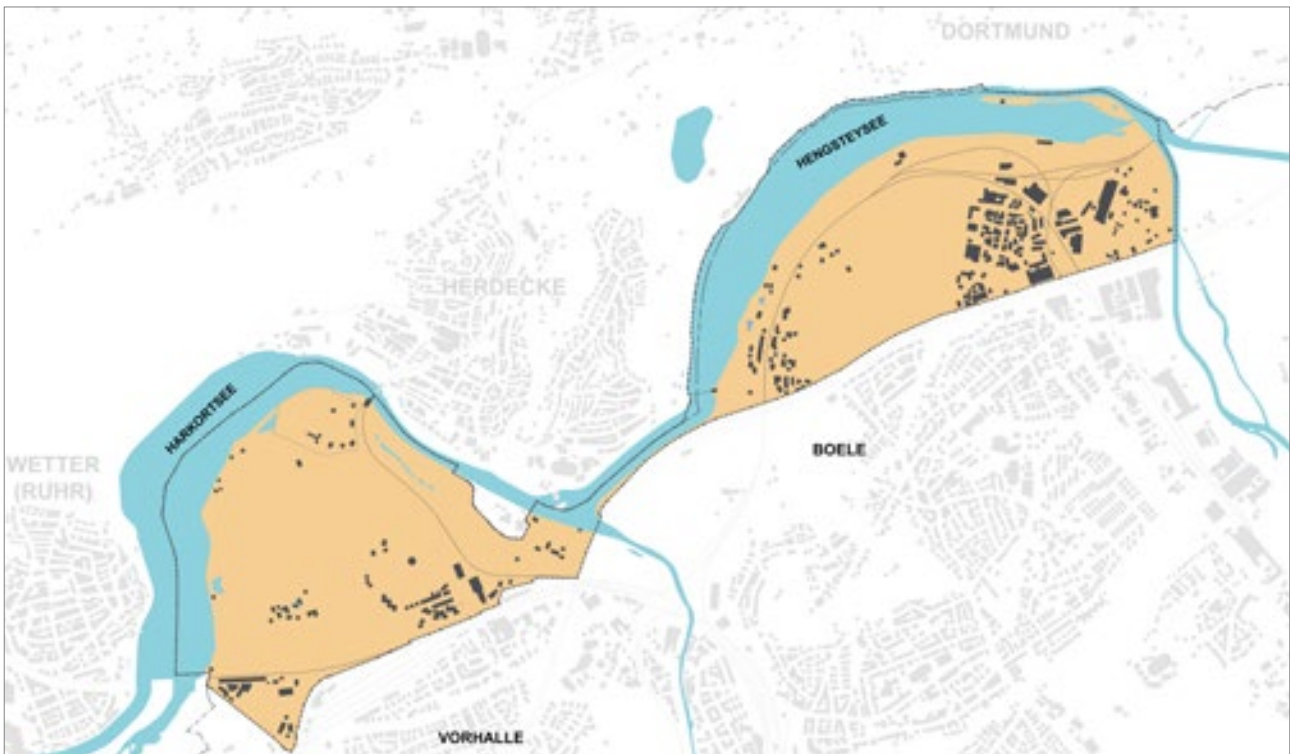 DORTMUND
HENGSTEYSEE
HERDECKE
HARKORTSEE
WETTER
(RUHR)
BOELE
VORHALLE